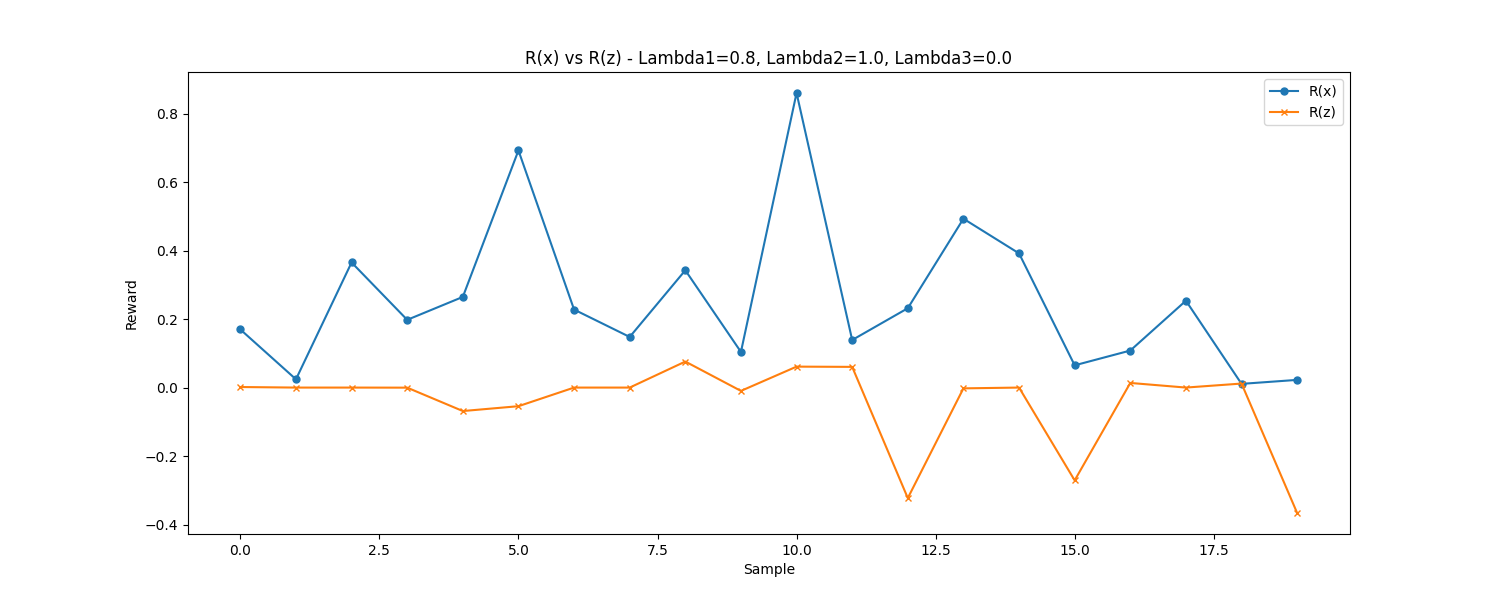 R(x) vs R(z) - Lambda1=0.8, Lambda2=1.0, Lambda3=0.0
R(x)
R(z)
0.8
0.6
0.4
0.2
0.0
−0.2
−0.4
Reward
0.0 2.5 5.0 7.5 10.0 12.5 15.0 17.5
Sample